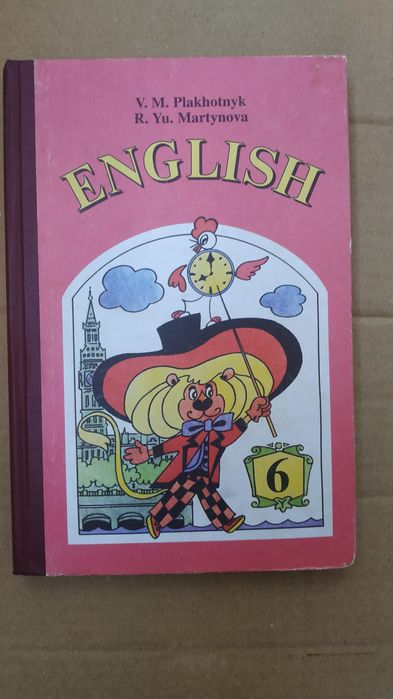 V. M. Plakhotnyk
R. Yu. Martynova
ENGLISH
6